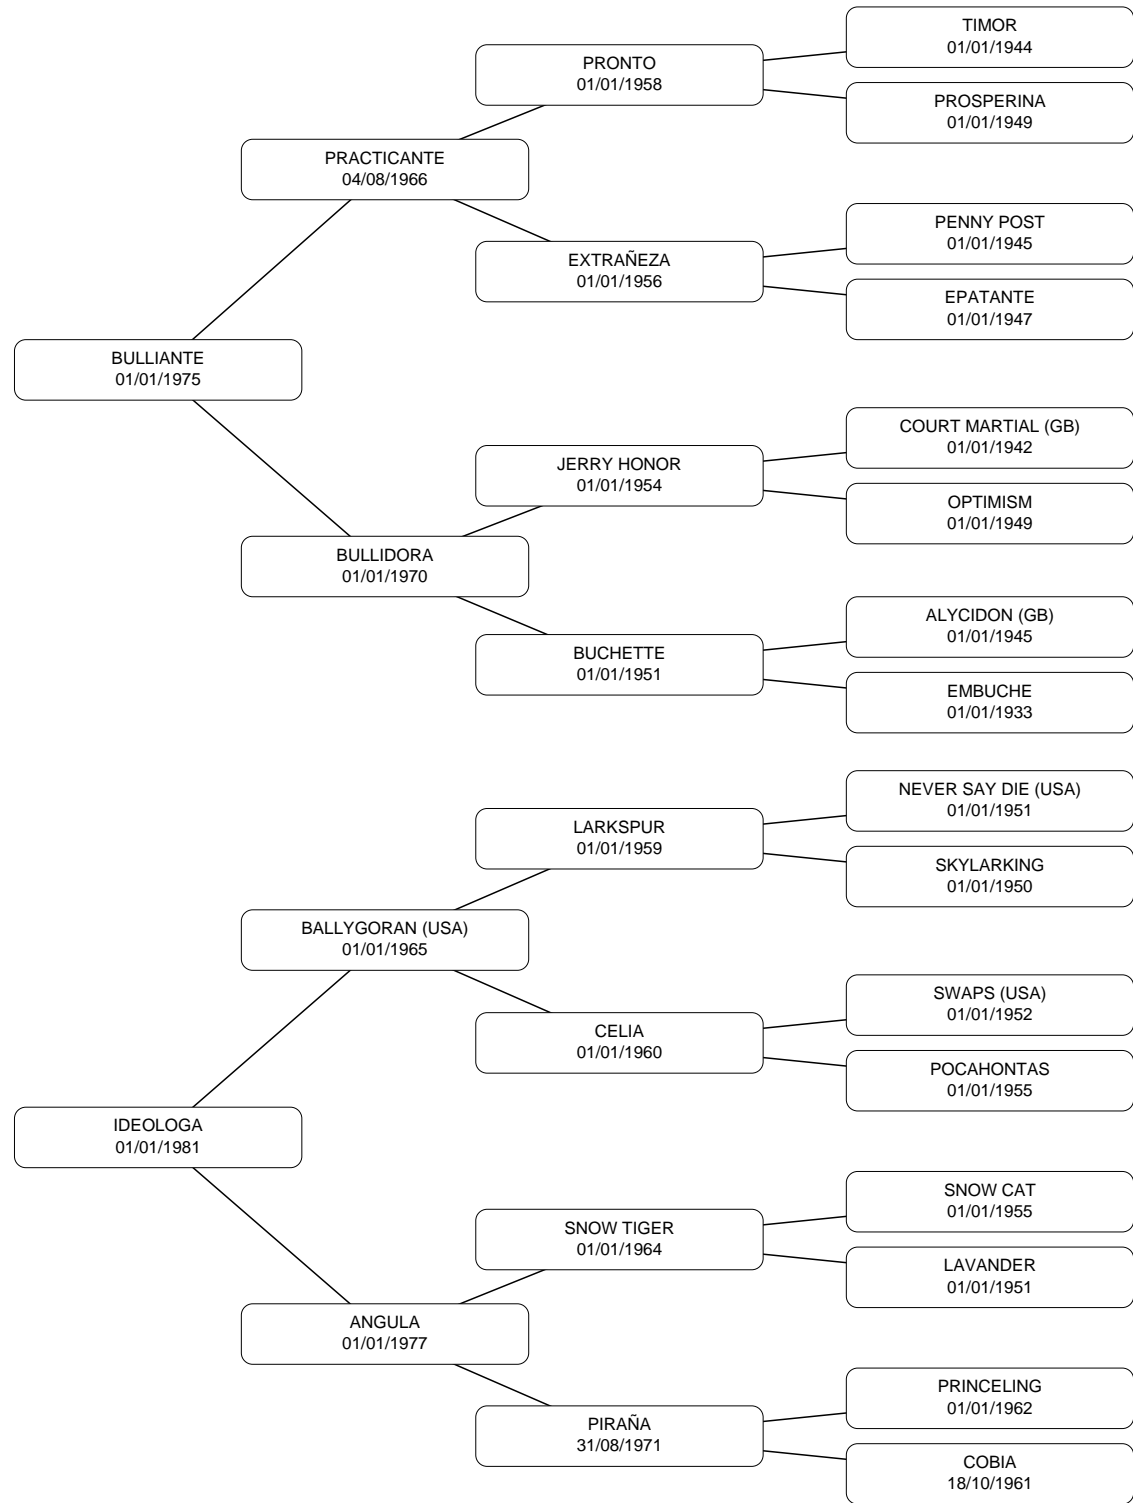 TIMOR
01/01/1944
PRONTO
01/01/1958
PROSPERINA
01/01/1949
PRACTICANTE
04/08/1966
PENNY POST
01/01/1945
EXTRAÑEZA
01/01/1956
EPATANTE
01/01/1947
BULLIANTE
01/01/1975
COURT MARTIAL (GB)
01/01/1942
JERRY HONOR
01/01/1954
OPTIMISM
01/01/1949
BULLIDORA
01/01/1970
ALYCIDON (GB)
01/01/1945
BUCHETTE
01/01/1951
EMBUCHE
01/01/1933
NEVER SAY DIE (USA)
01/01/1951
LARKSPUR
01/01/1959
SKYLARKING
01/01/1950
BALLYGORAN (USA)
01/01/1965
SWAPS (USA)
01/01/1952
CELIA
01/01/1960
POCAHONTAS
01/01/1955
IDEOLOGA
01/01/1981
SNOW CAT
01/01/1955
SNOW TIGER
01/01/1964
LAVANDER
01/01/1951
ANGULA
01/01/1977
PRINCELING
01/01/1962
PIRAÑA
31/08/1971
COBIA
18/10/1961